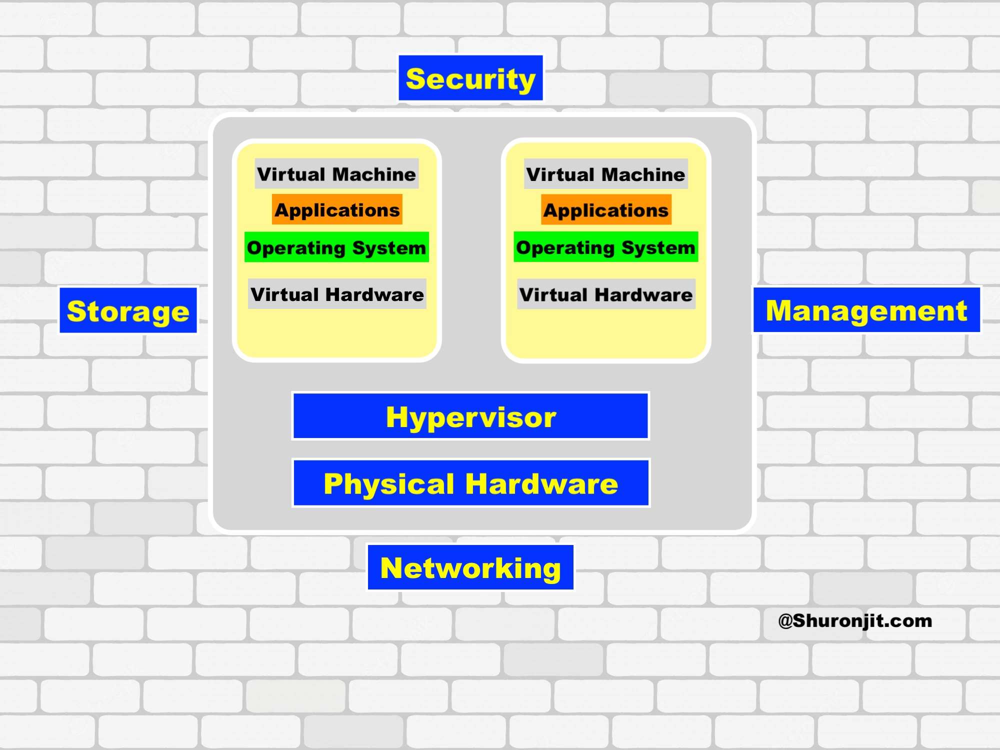 Security
Virtual Machine
Applications
Operating System
Virtual Hardware
Virtual Machine
Applications
Operating System
Virtual Hardware
Storage
Management
Hypervisor
Physical Hardware
Networking
@Shuronjit.com